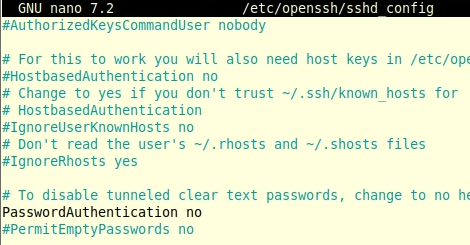 GNU nano 7.2 /etc/openssh/sshd_config
#AuthorizedKeysCommandUser nobody
# For this to work you will also need host keys in /etc/ope
#HostbasedAuthentication no
# Change to yes if you don't trust ~/.ssh/known_hosts for
# HostbasedAuthentication
#IgnoreUserKnownHosts no
# Don't read the user's ~/.rhosts and ~/.shosts files
#IgnoreRhosts yes
# To disable tunneled clear text passwords, change to no he
PasswordAuthentication no
#PermitEmptyPasswords no